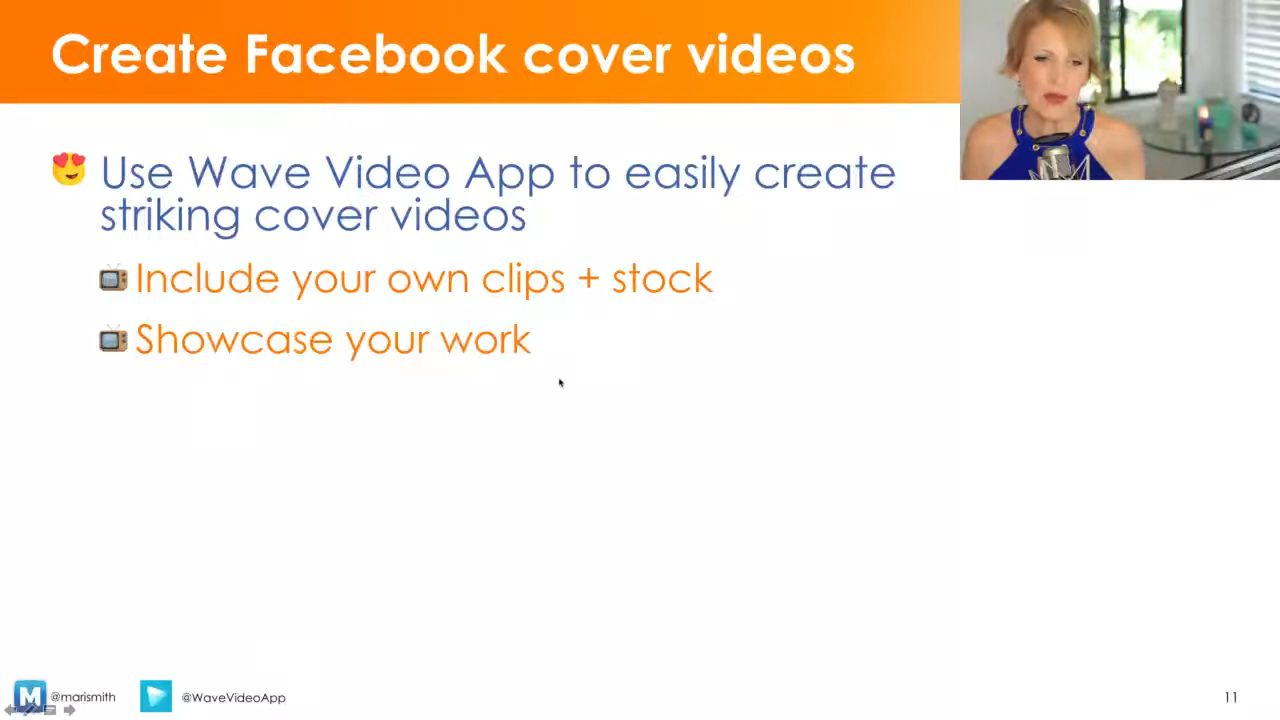 Create Facebook cover videos
Use Wave Video App to easily create
striking cover videos
Include your own clips + stock
Showcase your work
M @marismith @WaveVideoApp 11